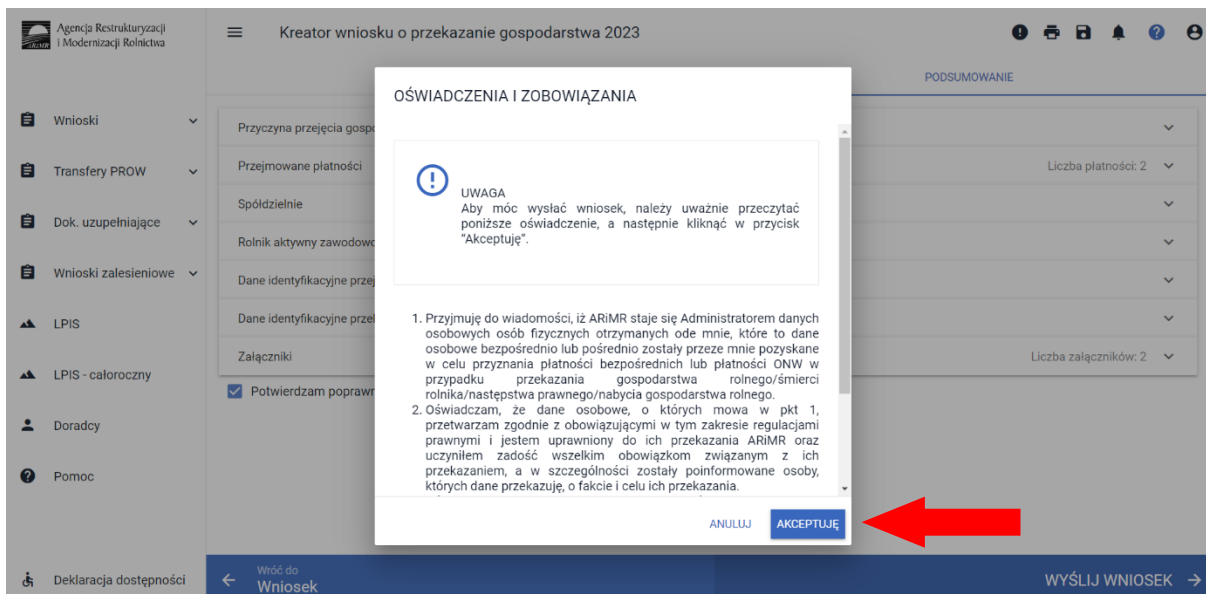 Agencja Restrukturyzacji
i Modernizacji Rolnictwa
ARiMR
Kreator wniosku o przekazanie gospodarstwa 2023
PODSUMOWANIE
Wnioski
Transfery PROW
Dok. uzupełniające
Wnioski zalesieniowe
LPIS
LPIS - całoroczny
Doradcy
Pomoc
Deklaracja dostępności
Przyczyna przejęcia gospo
Przejmowane płatności
Liczba płatności: 2
Spółdzielnie
Rolnik aktywny zawodowo
Dane identyfikacyjne przej
Dane identyfikacyjne przek
Załączniki
Liczba załączników: 2
Potwierdzam poprawn
OŚWIADCZENIA I ZOBOWIĄZANIA
UWAGA
Aby móc wysłać wniosek, należy uważnie przeczytać
poniższe oświadczenie, a następnie kliknąć w przycisk
“Akceptuję”.
1. Przyjmuję do wiadomości, iż ARiMR staje się Administratorem danych
osobowych osób fizycznych otrzymanych ode mnie, które to dane
osobowe bezpośrednio lub pośrednio zostały przeze mnie pozyskane
w celu przyznania płatności bezpośrednich lub płatności ONW w
przypadku przekazania gospodarstwa rolnego/śmierci
rolnika/następstwa prawnego/nabycia gospodarstwa rolnego.
2. Oświadczam, że dane osobowe, o których mowa w pkt 1,
przetwarzam zgodnie z obowiązującymi w tym zakresie regulacjami
prawnymi i jestem uprawniony do ich przekazania ARiMR oraz
uczyniłem zadość wszelkim obowiązkom związanym z ich
przekazaniem, a w szczególności zostały poinformowane osoby,
których dane przekazuję, o fakcie i celu ich przekazania.
ANULUJ
AKCEPTUJĘ
Wróć do
Wniosek
WYŚLIJ WNIOSEK